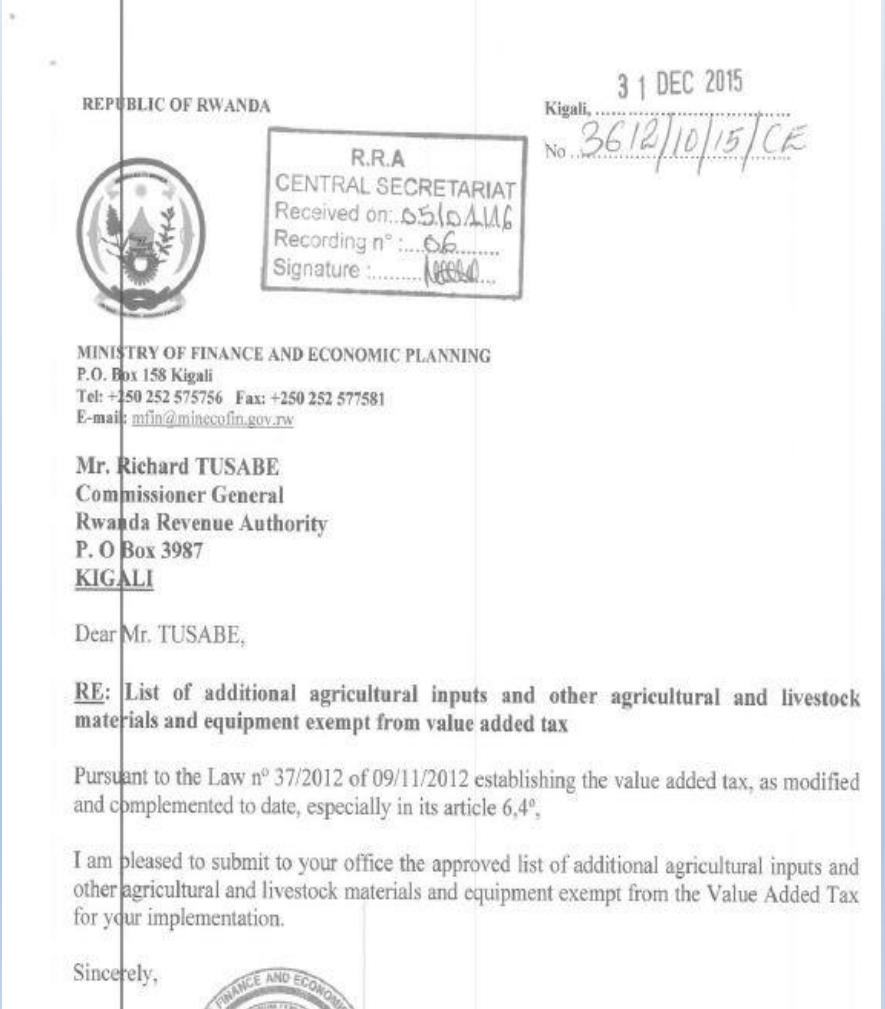 31 DEC 2015
REPUBLIC OF RWANDA
Kigali, ..............................
No ..3612/10/15/CE
R.R.A
CENTRAL SECRETARIAT
Received on:..05/01/16
Recording n° :....06........
Signature :..........
MINISTRY OF FINANCE AND ECONOMIC PLANNING
P.O. Box 158 Kigali
Tel: +250 252 575756 Fax: +250 252 577581
E-mail: mfin@minecofin.gov.rw
Mr. Richard TUSABE
Commissioner General
Rwanda Revenue Authority
P. O Box 3987
KIGALI
Dear Mr. TUSABE,
RE: List of additional agricultural inputs and other agricultural and livestock
materials and equipment exempt from value added tax
Pursuant to the Law nº 37/2012 of 09/11/2012 establishing the value added tax, as modified
and complemented to date, especially in its article 6,4º,
I am pleased to submit to your office the approved list of additional agricultural inputs and
other agricultural and livestock materials and equipment exempt from the Value Added Tax
for your implementation.
Sincerely,
FINANCE AND ECONOM